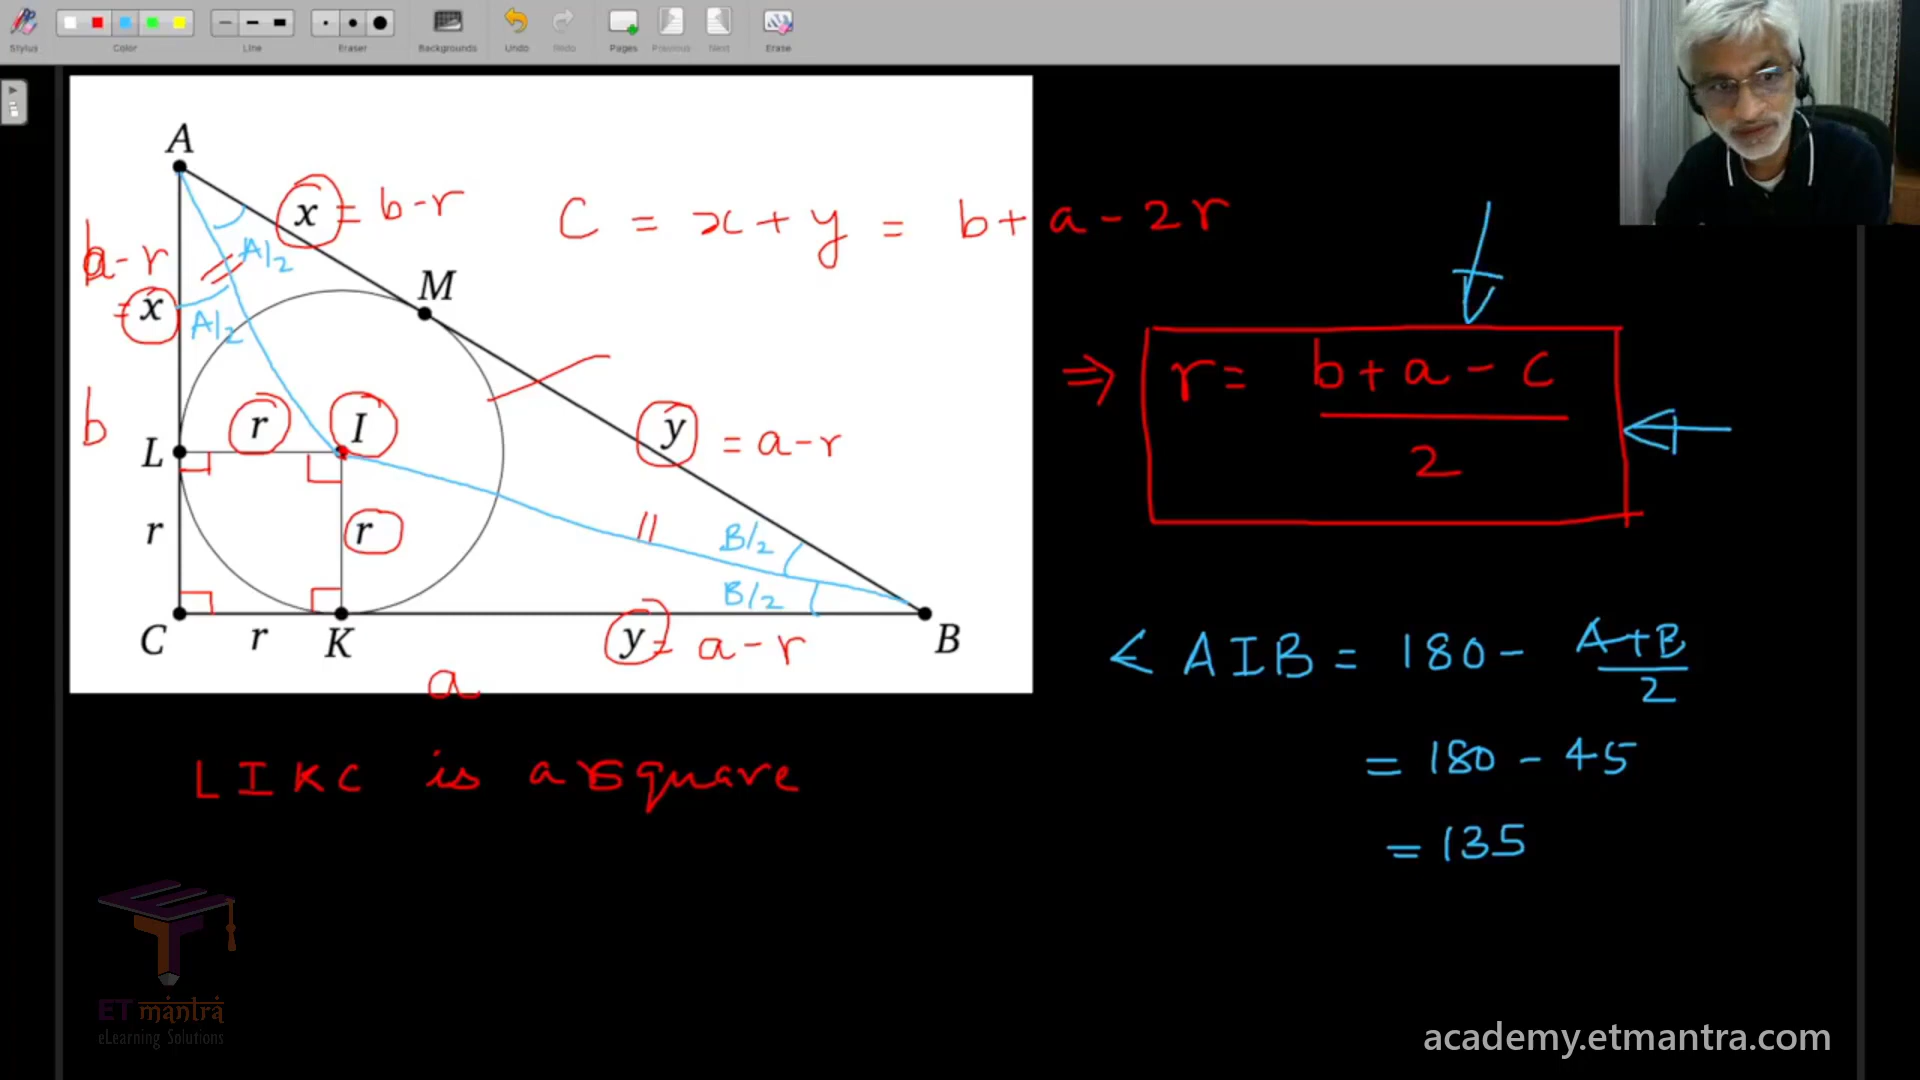 Stylus
Color
Line
Eraser
Backgrounds
Undo
Redo
Pages
Previous
Next
Erase
A
x = b-r
C = x+y = b+a-2r
a-r
= x
A/2
A/2
M
b
r
I
y = a-r
L
r
r
B/2
B/2
C
r
K
y = a-r
B
a
⇒ r = b+a-c
2
< AIB = 180 - A+B
2
= 180 - 45
= 135
LIKC is a square
ET mantra
eLearning Solutions
academy.etmantra.com